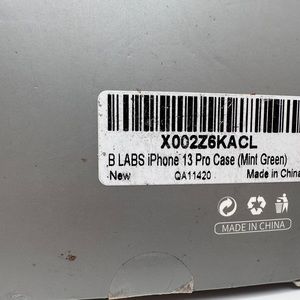 X002Z6KACL
B LABS iPhone 13 Pro Case (Mint Green)
New QA11420 Made in China
MADE IN CHINA